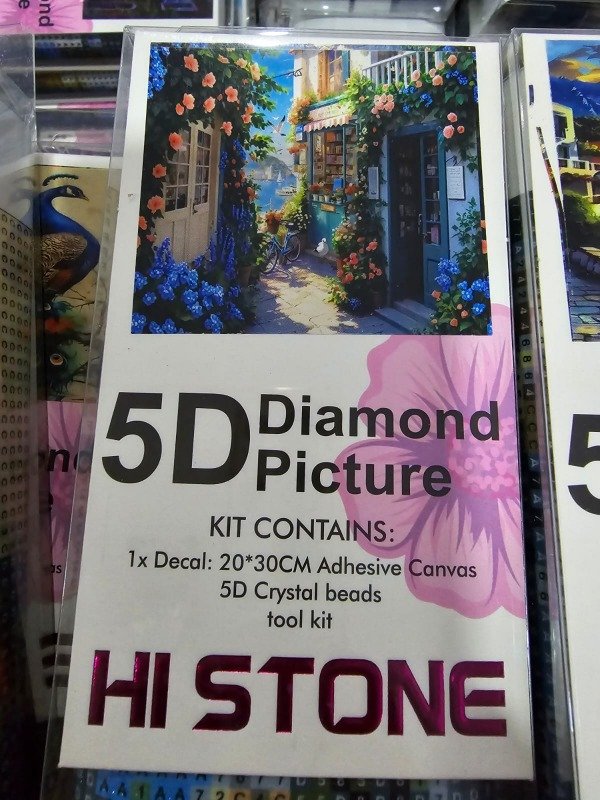 5D Diamond
Picture
KIT CONTAINS:
1x Decal: 20*30CM Adhesive Canvas
5D Crystal beads
tool kit
HI STONE